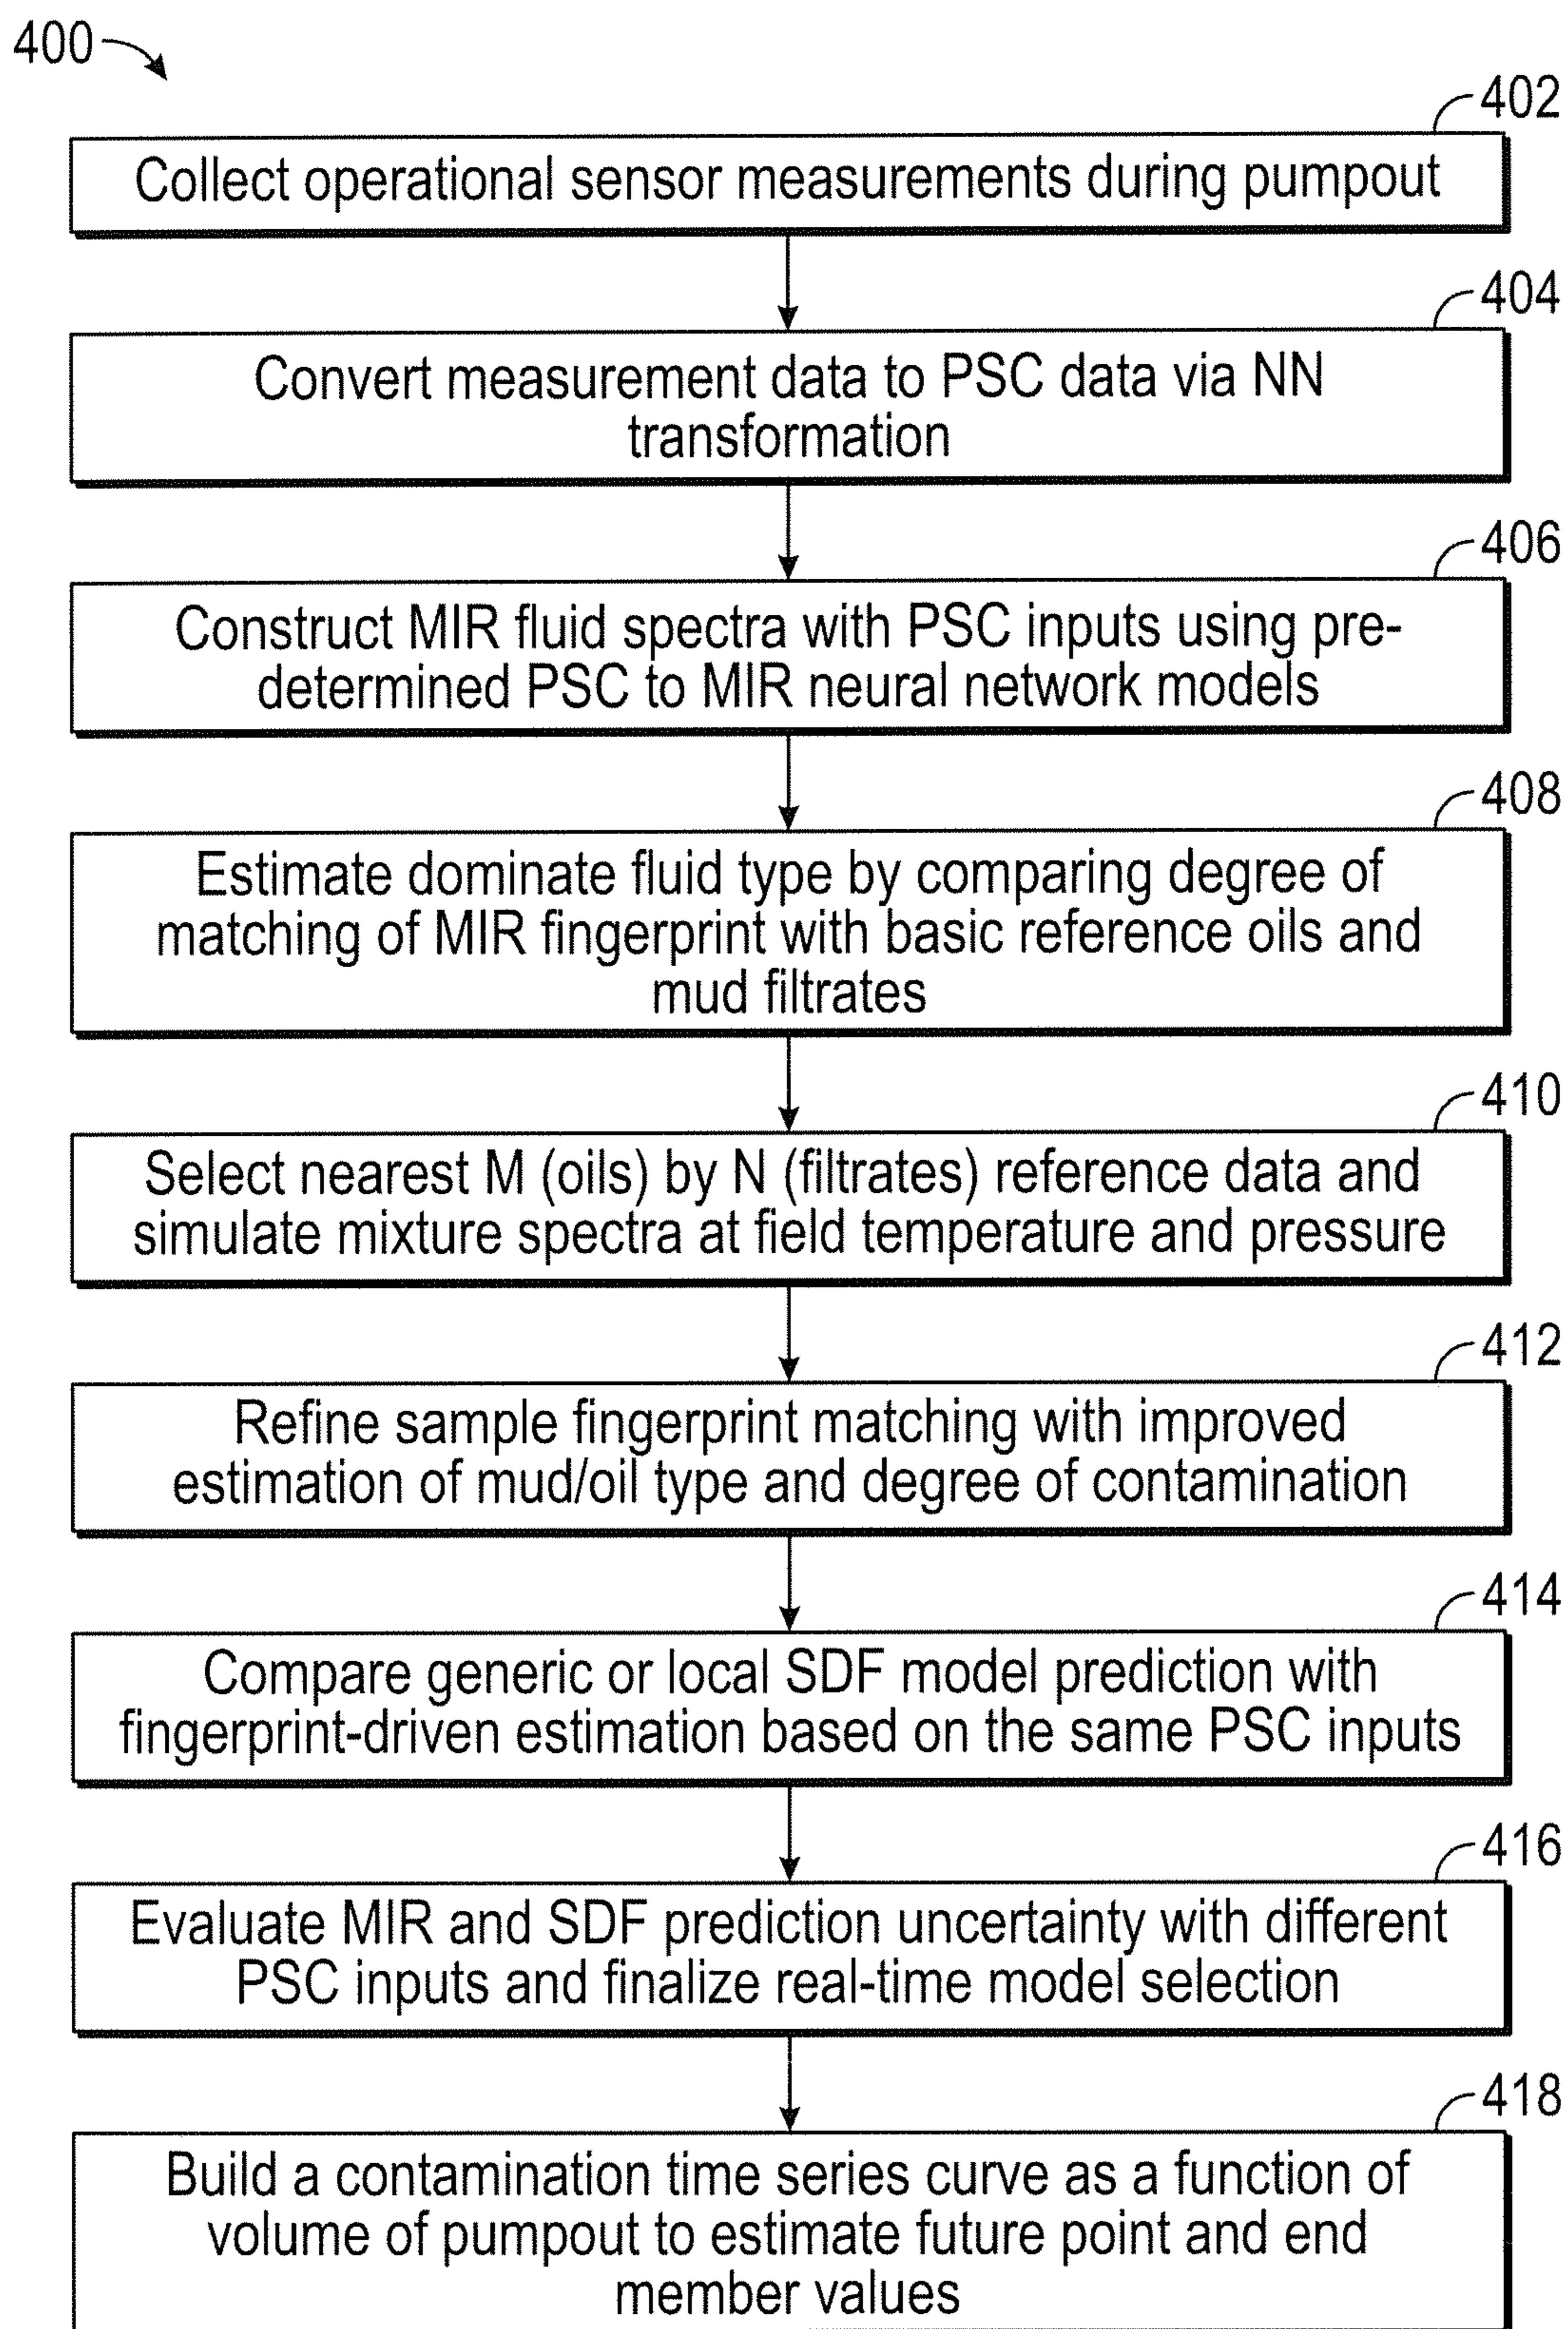 400
402
Collect operational sensor measurements during pumpout
404
Convert measurement data to PSC data via NN
transformation
406
Construct MIR fluid spectra with PSC inputs using pre-
determined PSC to MIR neural network models
408
Estimate dominate fluid type by comparing degree of
matching of MIR fingerprint with basic reference oils and
mud filtrates
410
Select nearest M (oils) by N (filtrates) reference data and
simulate mixture spectra at field temperature and pressure
412
Refine sample fingerprint matching with improved
estimation of mud/oil type and degree of contamination
414
Compare generic or local SDF model prediction with
fingerprint-driven estimation based on the same PSC inputs
416
Evaluate MIR and SDF prediction uncertainty with different
PSC inputs and finalize real-time model selection
418
Build a contamination time series curve as a function of
volume of pumpout to estimate future point and end
member values